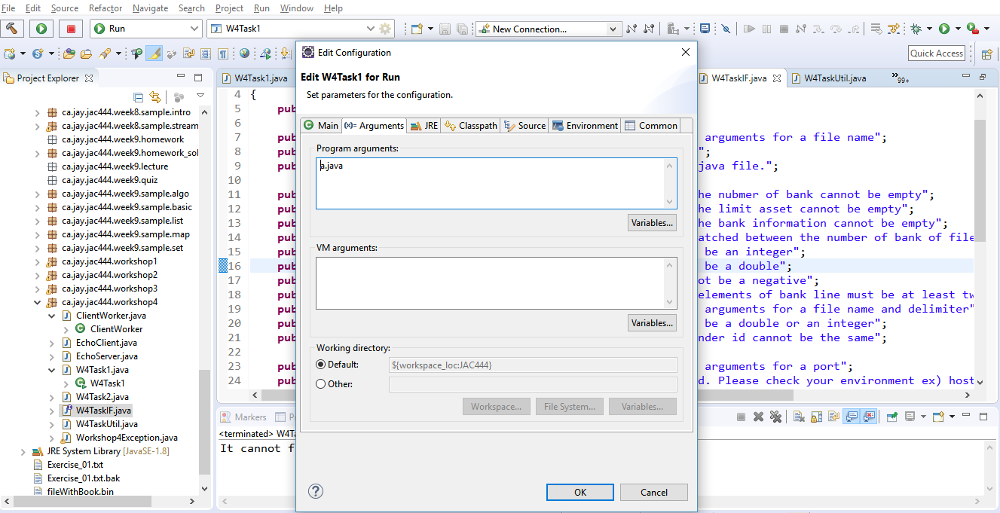 File Edit Source Refactor Navigate Search Project Run Window Help
Run W4Task1 New Connection...
Quick Access
Project Explorer
ca.jay.jac444.week8.sample.intro
ca.jay.jac444.week8.sample.stream
ca.jay.jac444.week9.homework
ca.jay.jac444.week9.homework_sol
ca.jay.jac444.week9.lecture
ca.jay.jac444.week9.quiz
ca.jay.jac444.week9.sample.algo
ca.jay.jac444.week9.sample.basic
ca.jay.jac444.week9.sample.list
ca.jay.jac444.week9.sample.map
ca.jay.jac444.week9.sample.set
ca.jay.jac444.workshop1
ca.jay.jac444.workshop2
ca.jay.jac444.workshop3
ca.jay.jac444.workshop4
ClientWorker.java
ClientWorker
EchoClient.java
EchoServer.java
W4Task1.java
W4Task1
W4Task2.java
W4TaskIF.java
W4TaskUtil.java
Workshop4Exception.java
JRE System Library [JavaSE-1.8]
Exercise_01.txt
Exercise_01.txt.bak
fileWithBook.bin
W4Task1.java W4TaskIF.java W4TaskUtil.java 99+
4 {
5 pub
6
7 pub arguments for a file name";
8 pub ";
9 pub java file.";
10
11 pub he nubmer of bank cannot be empty";
12 pub he limit asset cannot be empty";
13 pub he bank information cannot be empty";
14 pub atched between the number of bank of file
15 pub be an integer";
16 pub be a double";
17 pub ot be a negative";
18 pub elements of bank line must be at least tw
19 pub arguments for a file name and delimiter"
20 pub be a double or an integer";
21 pub nder id cannot be the same";
22
23 pub arguments for a port";
24 pub d. Please check your environment ex) host
Markers P
<terminated> W4Ta
It cannot f
Edit Configuration
Edit W4Task1 for Run
Set parameters for the configuration.
Main (x)= Arguments JRE Classpath Source Environment Common
Program arguments:
a.java
Variables...
VM arguments:
Variables...
Working directory:
Default: ${workspace_loc:JAC444}
Other:
Workspace... File System... Variables...
OK Cancel